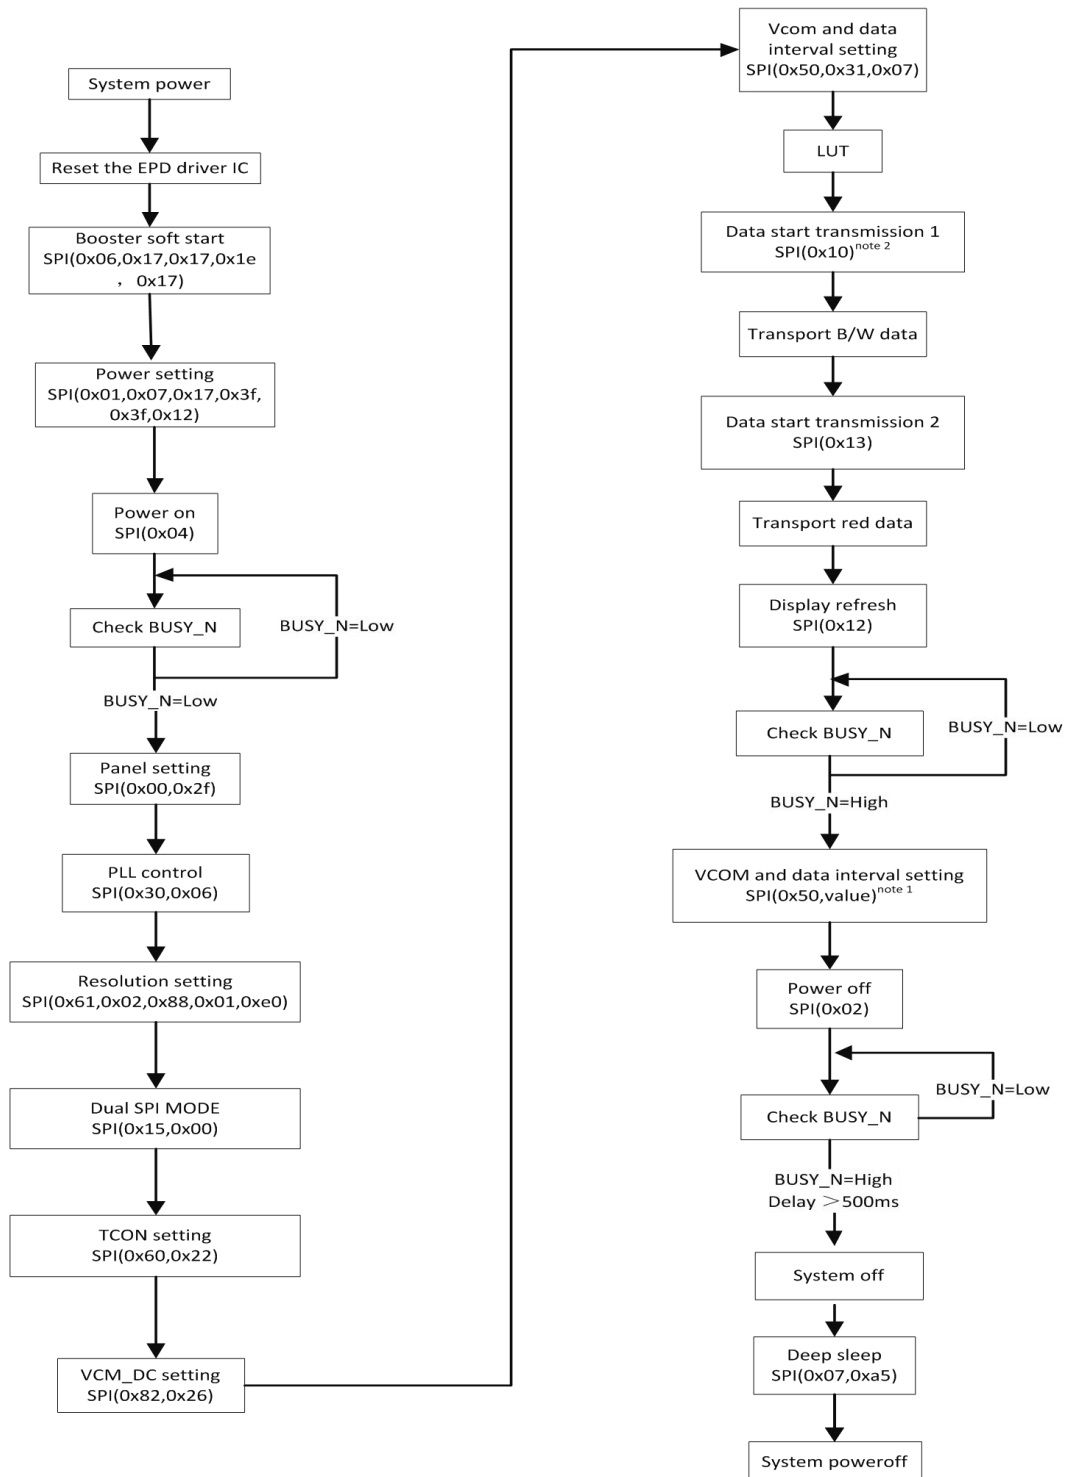 System power
Reset the EPD driver IC
Booster soft start
SPI(0x06,0x17,0x17,0x1e
， 0x17)
Power setting
SPI(0x01,0x07,0x17,0x3f,
0x3f,0x12)
Power on
SPI(0x04)
Check BUSY_N
BUSY_N=Low
BUSY_N=Low
Panel setting
SPI(0x00,0x2f)
PLL control
SPI(0x30,0x06)
Resolution setting
SPI(0x61,0x02,0x88,0x01,0xe0)
Dual SPI MODE
SPI(0x15,0x00)
TCON setting
SPI(0x60,0x22)
VCM_DC setting
SPI(0x82,0x26)
Vcom and data
interval setting
SPI(0x50,0x31,0x07)
LUT
Data start transmission 1
SPI(0x10)note 2
Transport B/W data
Data start transmission 2
SPI(0x13)
Transport red data
Display refresh
SPI(0x12)
Check BUSY_N
BUSY_N=Low
BUSY_N=High
VCOM and data interval setting
SPI(0x50,value)note 1
Power off
SPI(0x02)
Check BUSY_N
BUSY_N=Low
BUSY_N=High
Delay ＞500ms
System off
Deep sleep
SPI(0x07,0xa5)
System poweroff